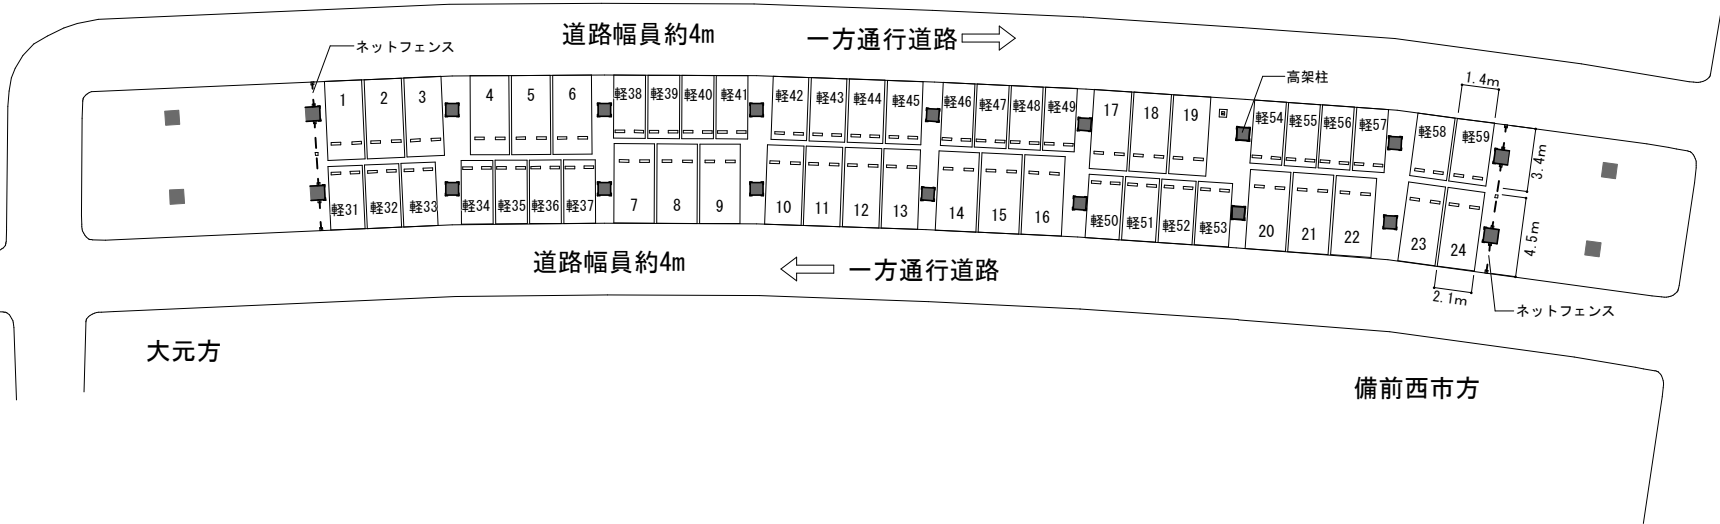 道路幅員約4m
一方通行道路
ネットフェンス
高架柱
1.4m
1
2
3
4
5
6
軽38
軽39
軽40
軽41
軽42
軽43
軽44
軽45
軽46
軽47
軽48
軽49
17
18
19
軽54
軽55
軽56
軽57
軽58
軽59
3.4m
軽31
軽32
軽33
軽34
軽35
軽36
軽37
7
8
9
10
11
12
13
14
15
16
軽50
軽51
軽52
軽53
20
21
22
23
24
4.5m
2.1m
ネットフェンス
道路幅員約4m
一方通行道路
大元方
備前西市方